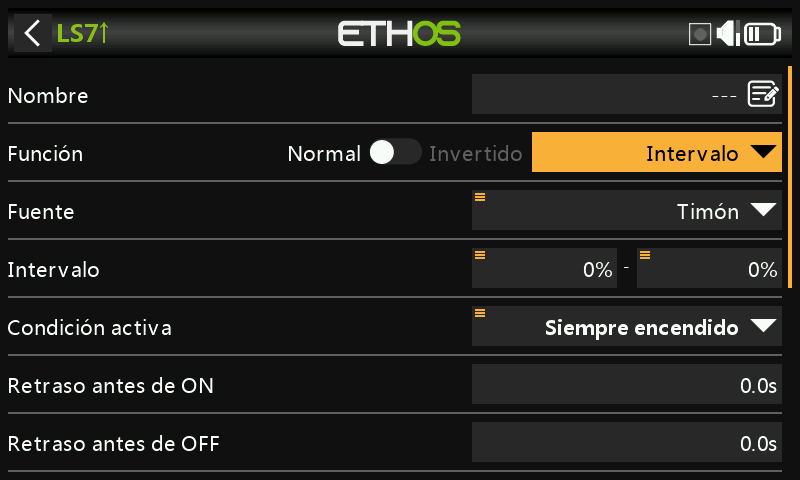 LS7↑ ETHOS
Nombre ---
Función Normal Invertido Intervalo
Fuente Timón
Intervalo 0% - 0%
Condición activa Siempre encendido
Retraso antes de ON 0.0s
Retraso antes de OFF 0.0s